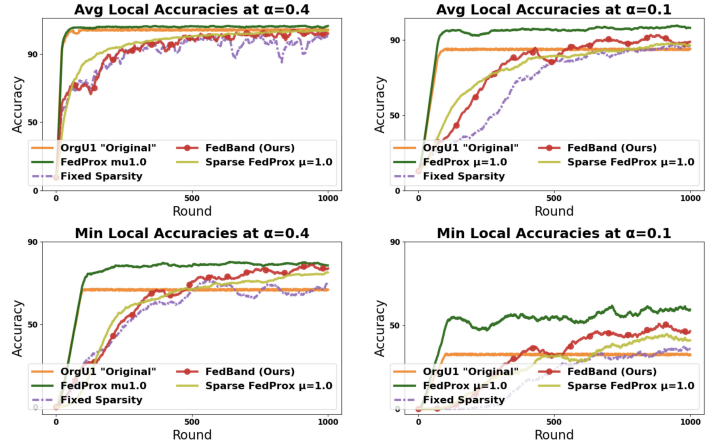 Avg Local Accuracies at α=0.4
Accuracy
90
50
0
OrgU1 "Original"
FedProx mu1.0
Fixed Sparsity
FedBand (Ours)
Sparse FedProx μ=1.0
0
500
1000
Round
Avg Local Accuracies at α=0.1
Accuracy
90
50
0
OrgU1 "Original"
FedProx μ=1.0
Fixed Sparsity
FedBand (Ours)
Sparse FedProx μ=1.0
0
500
1000
Round
Min Local Accuracies at α=0.4
Accuracy
90
50
0
OrgU1 "Original"
FedProx mu1.0
Fixed Sparsity
FedBand (Ours)
Sparse FedProx μ=1.0
0
500
1000
Round
Min Local Accuracies at α=0.1
Accuracy
90
50
0
OrgU1 "Original"
FedProx μ=1.0
Fixed Sparsity
FedBand (Ours)
Sparse FedProx μ=1.0
0
500
1000
Round